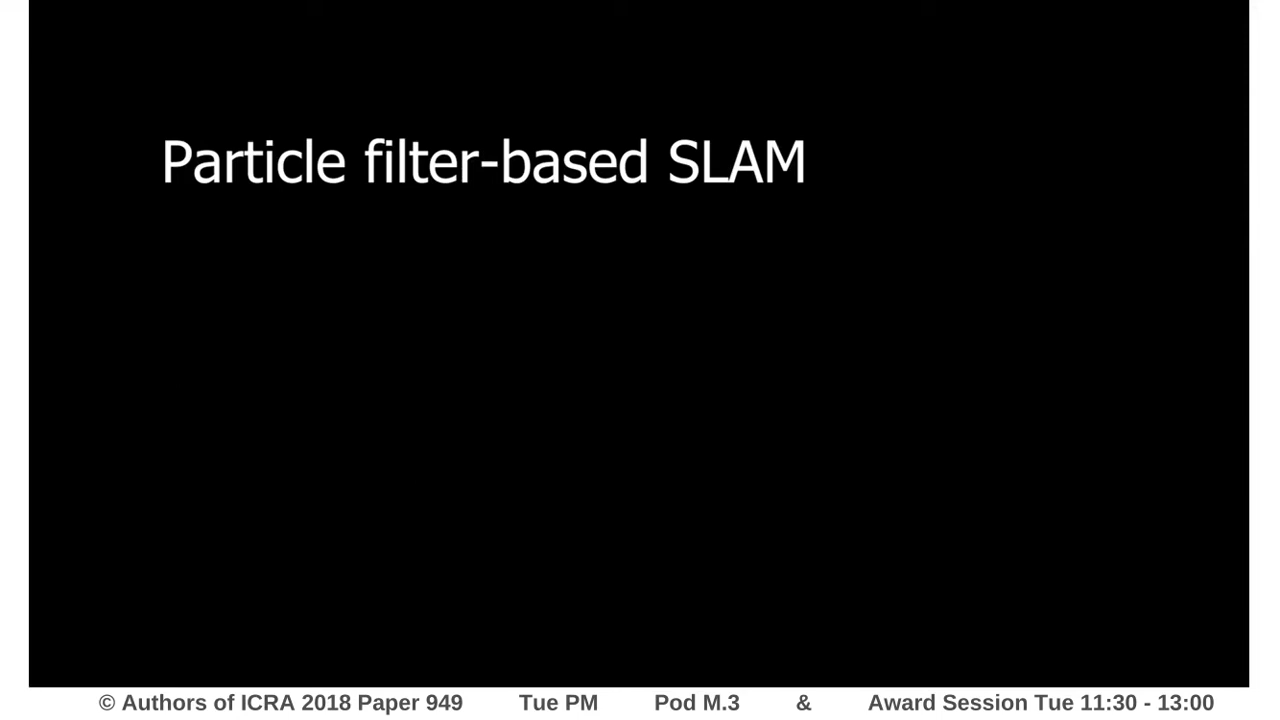 Particle filter-based SLAM
© Authors of ICRA 2018 Paper 949 Tue PM Pod M.3 & Award Session Tue 11:30 - 13:00